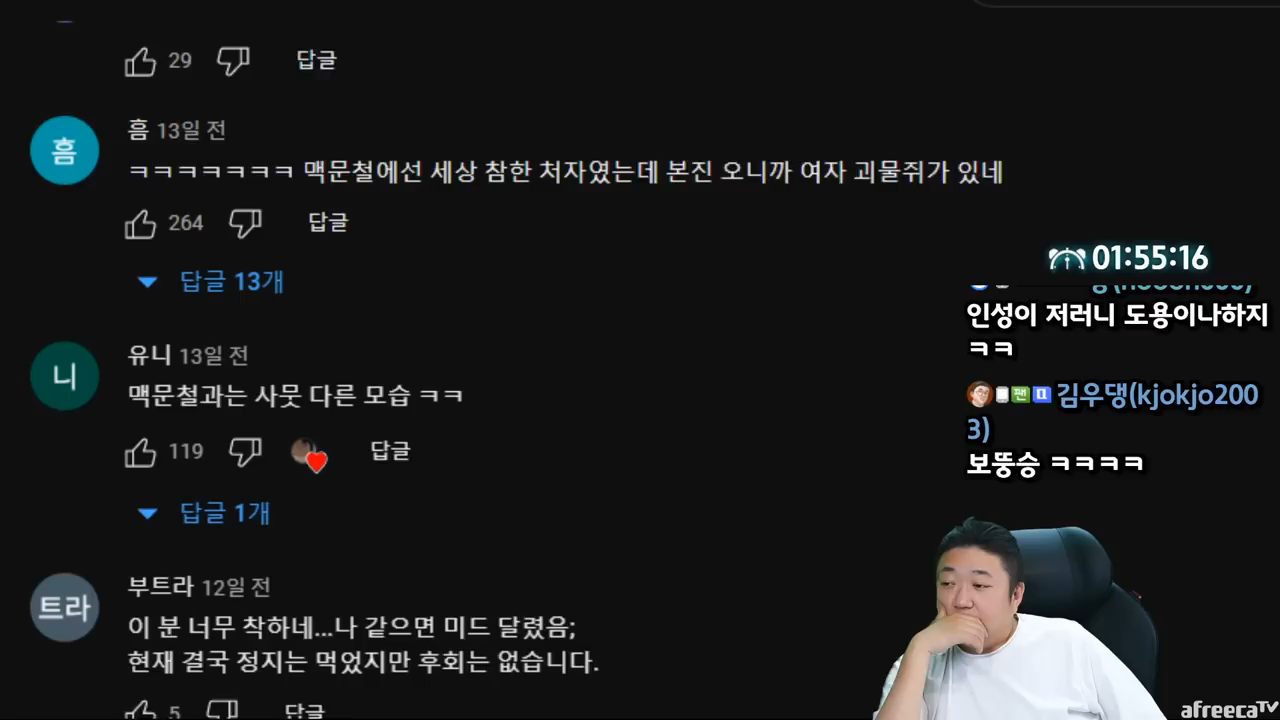 29
답글
흠
흠 13일 전
ㅋㅋㅋㅋㅋㅋㅋ 맥문철에선 세상 참한 처자였는데 본진 오니까 여자 괴물쥐가 있네
264
답글
답글 13개
니
유니 13일 전
맥문철과는 사뭇 다른 모습 ㅋㅋ
119
답글
답글 1개
트라
부트라 12일 전
이 분 너무 착하네...나 같으면 미드 달렸음;
현재 결국 정지는 먹었지만 후회는 없습니다.
5
답글
01:55:16
인성이 저러니 도용이나하지
ㅋㅋ
팬
김우댕(kjokjo200
3)
보뚱승 ㅋㅋㅋㅋ
afreecaTV